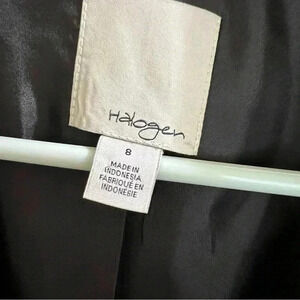 Halogen
8
MADE IN
INDONESIA
FABRIQUÉ EN
INDONÉSIE